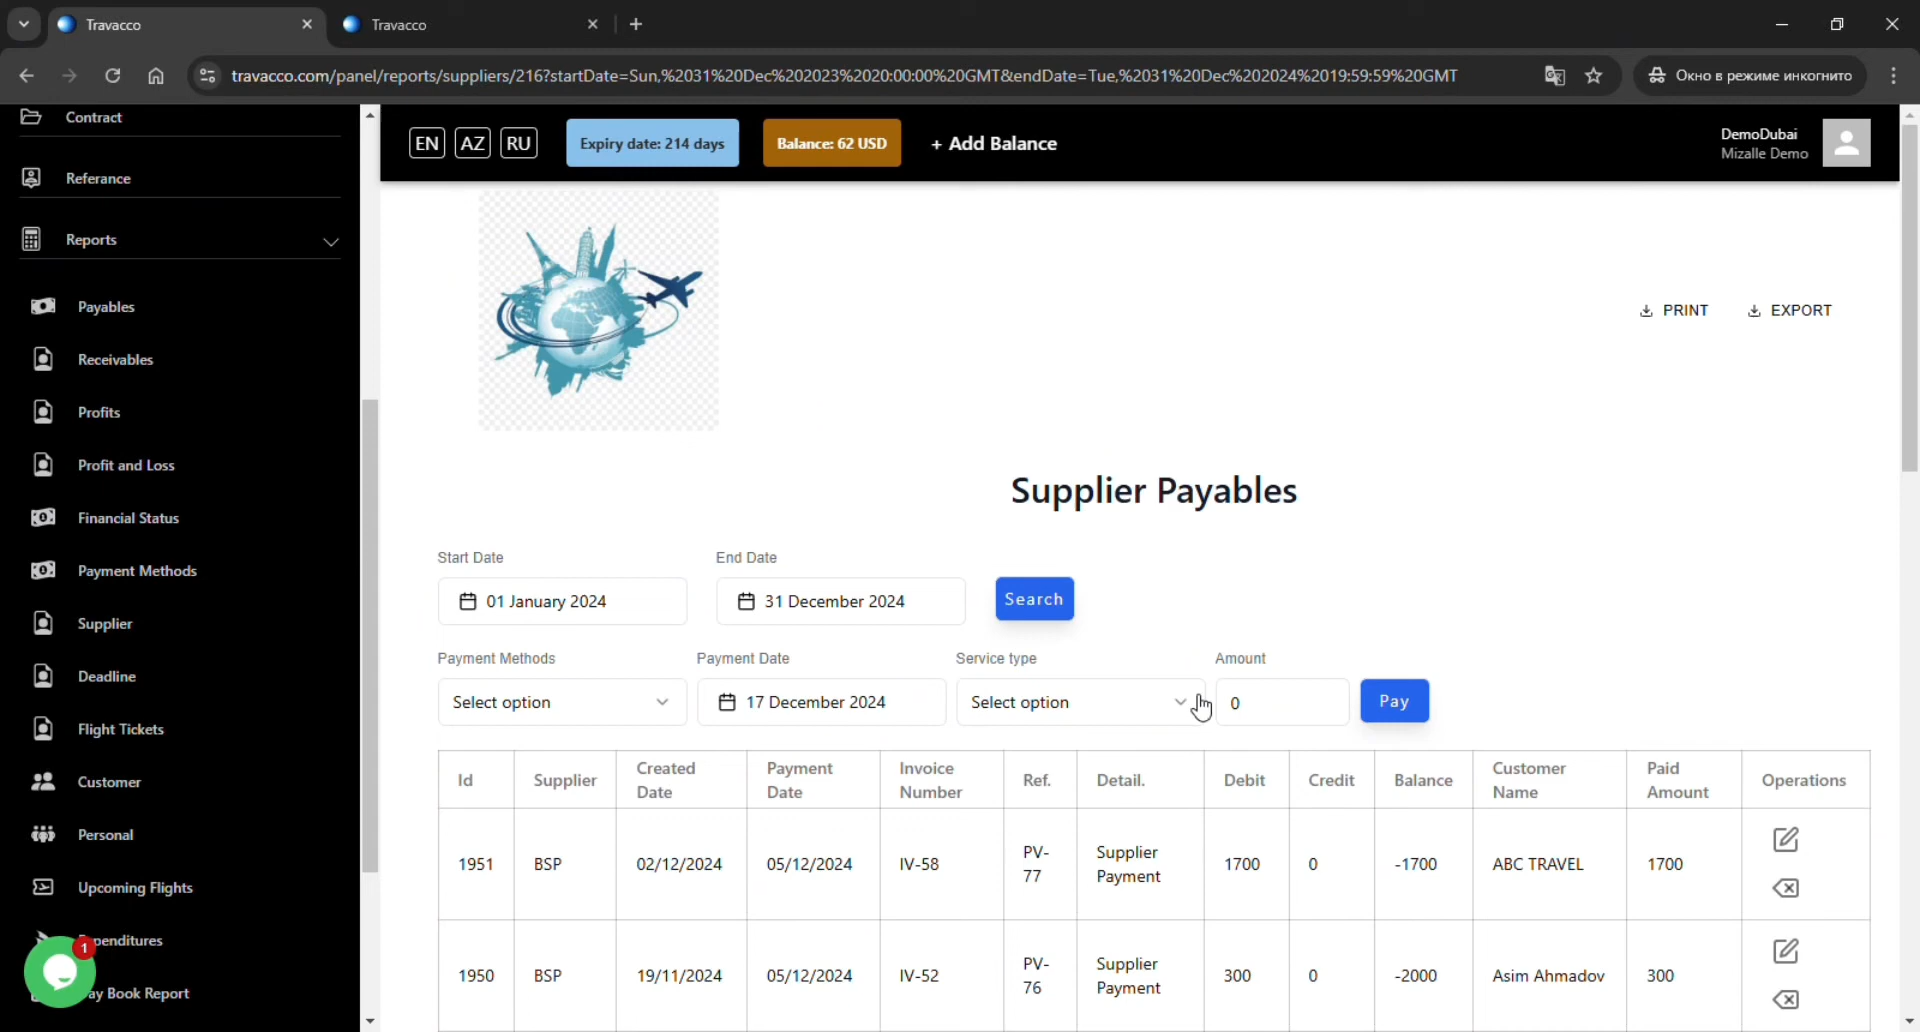 Travacco
Travacco
travacco.com/panel/reports/suppliers/216?startDate=Sun,%2031%20Dec%202023%2020:00:00%20GMT&endDate=Tue,%2031%20Dec%202024%2019:59:59%20GMT
Окно в режиме инкогнито
Contract
Referance
Reports
Payables
Receivables
Profits
Profit and Loss
Financial Status
Payment Methods
Supplier
Deadline
Flight Tickets
Customer
Personal
Upcoming Flights
penditures
ay Book Report
1
EN
AZ
RU
Expiry date: 214 days
Balance: 62 USD
+ Add Balance
DemoDubai
Mizalle Demo
PRINT
EXPORT
Supplier Payables
Start Date
End Date
01 January 2024
31 December 2024
Search
Payment Methods
Payment Date
Service type
Amount
Select option
17 December 2024
Select option
0
Pay
Id
Supplier
Created
Date
Payment
Date
Invoice
Number
Ref.
Detail.
Debit
Credit
Balance
Customer
Name
Paid
Amount
Operations
1951
BSP
02/12/2024
05/12/2024
IV-58
PV-
77
Supplier
Payment
1700
0
-1700
ABC TRAVEL
1700
1950
BSP
19/11/2024
05/12/2024
IV-52
PV-
76
Supplier
Payment
300
0
-2000
Asim Ahmadov
300